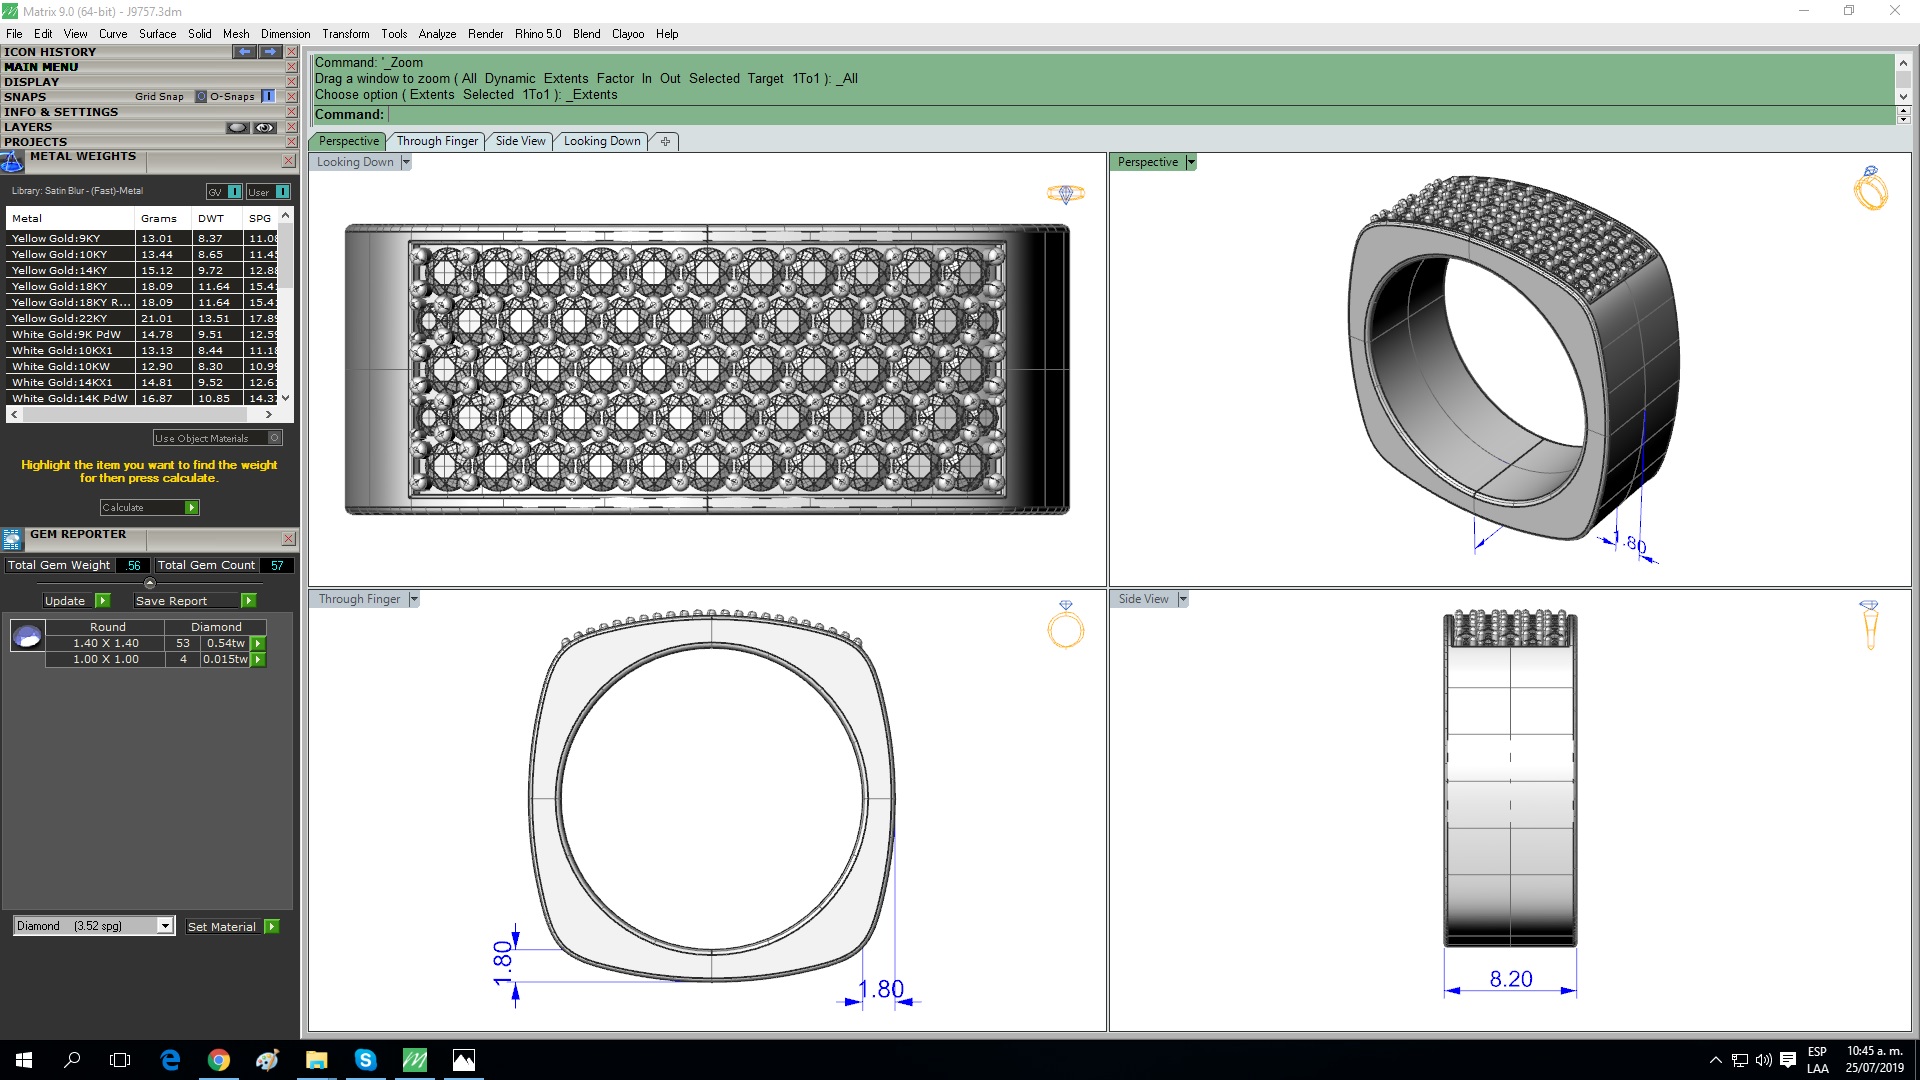 Matrix 9.0 (64-bit) - J9757.3dm
File Edit View Curve Surface Solid Mesh Dimension Transform Tools Analyze Render Rhino 5.0 Blend Clayoo Help
ICON HISTORY
MAIN MENU
DISPLAY
SNAPS Grid Snap O-Snaps
INFO & SETTINGS
LAYERS
PROJECTS
METAL WEIGHTS
Library: Satin Blur - (Fast)-Metal GV User
Metal Grams DWT SPG
Yellow Gold:9KY 13.01 8.37 11.08
Yellow Gold:10KY 13.44 8.65 11.45
Yellow Gold:14KY 15.12 9.72 12.88
Yellow Gold:18KY 18.09 11.64 15.41
Yellow Gold:18KY R... 18.09 11.64 15.41
Yellow Gold:22KY 21.01 13.51 17.89
White Gold:9K PdW 14.78 9.51 12.59
White Gold:10KX1 13.13 8.44 11.18
White Gold:10KW 12.90 8.30 10.99
White Gold:14KX1 14.81 9.52 12.61
White Gold:14K PdW 16.87 10.85 14.37
Use Object Materials
Highlight the item you want to find the weight
for then press calculate.
Calculate
GEM REPORTER
Total Gem Weight .56 Total Gem Count 57
Update Save Report
Round Diamond
1.40 X 1.40 53 0.54tw
1.00 X 1.00 4 0.015tw
Diamond (3.52 spg) Set Material
Command: '_Zoom
Drag a window to zoom ( All Dynamic Extents Factor In Out Selected Target 1To1 ): _All
Choose option ( Extents Selected 1To1 ): _Extents
Command:
Perspective Through Finger Side View Looking Down
Looking Down
Perspective
1.80
Through Finger
1.80
1.80
Side View
8.20
ESP
LAA
10:45 a. m.
25/07/2019